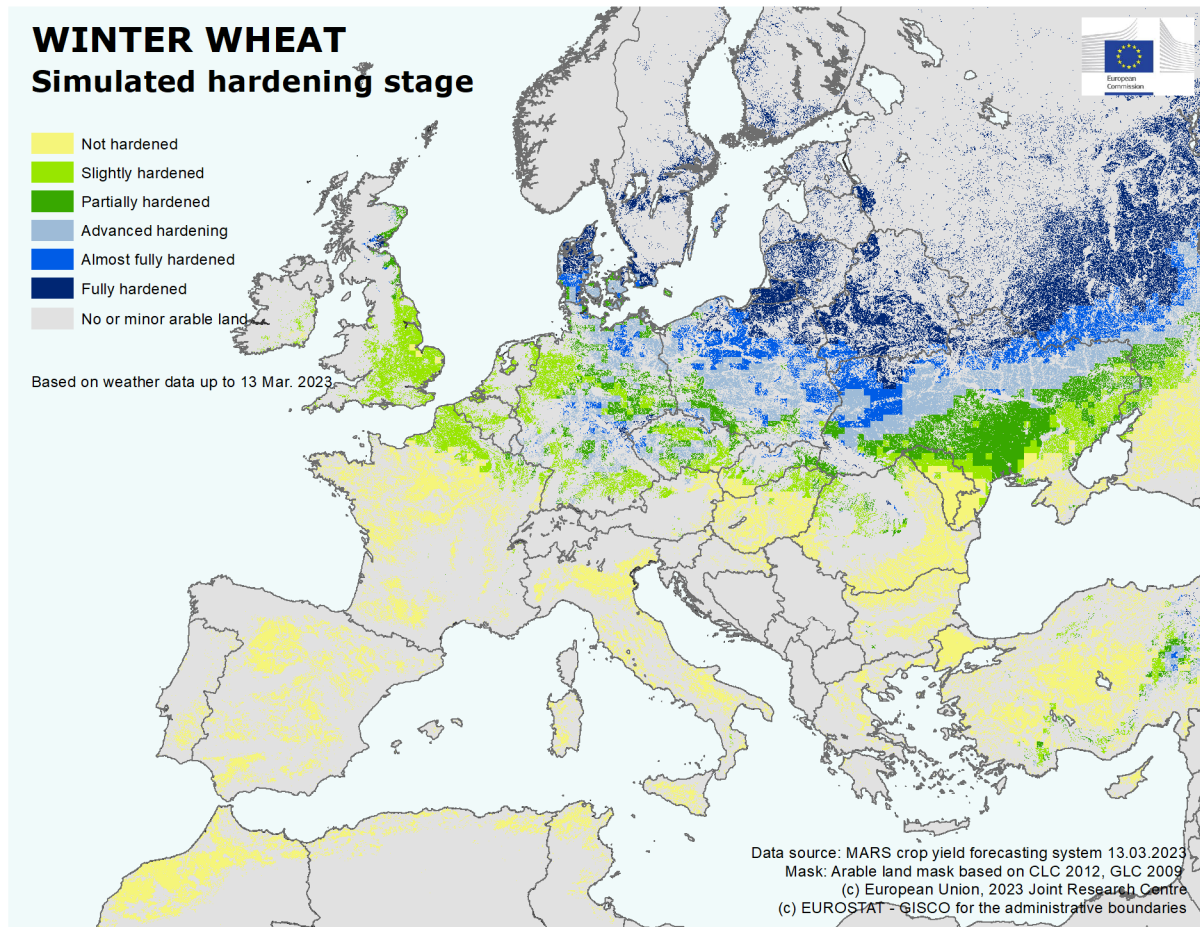 WINTER WHEAT
Simulated hardening stage
Not hardened
Slightly hardened
Partially hardened
Advanced hardening
Almost fully hardened
Fully hardened
No or minor arable land
Based on weather data up to 13 Mar. 2023
European
Commission
Data source: MARS crop yield forecasting system 13.03.2023
Mask: Arable land mask based on CLC 2012, GLC 2009
(c) European Union, 2023 Joint Research Centre
(c) EUROSTAT - GISCO for the administrative boundaries